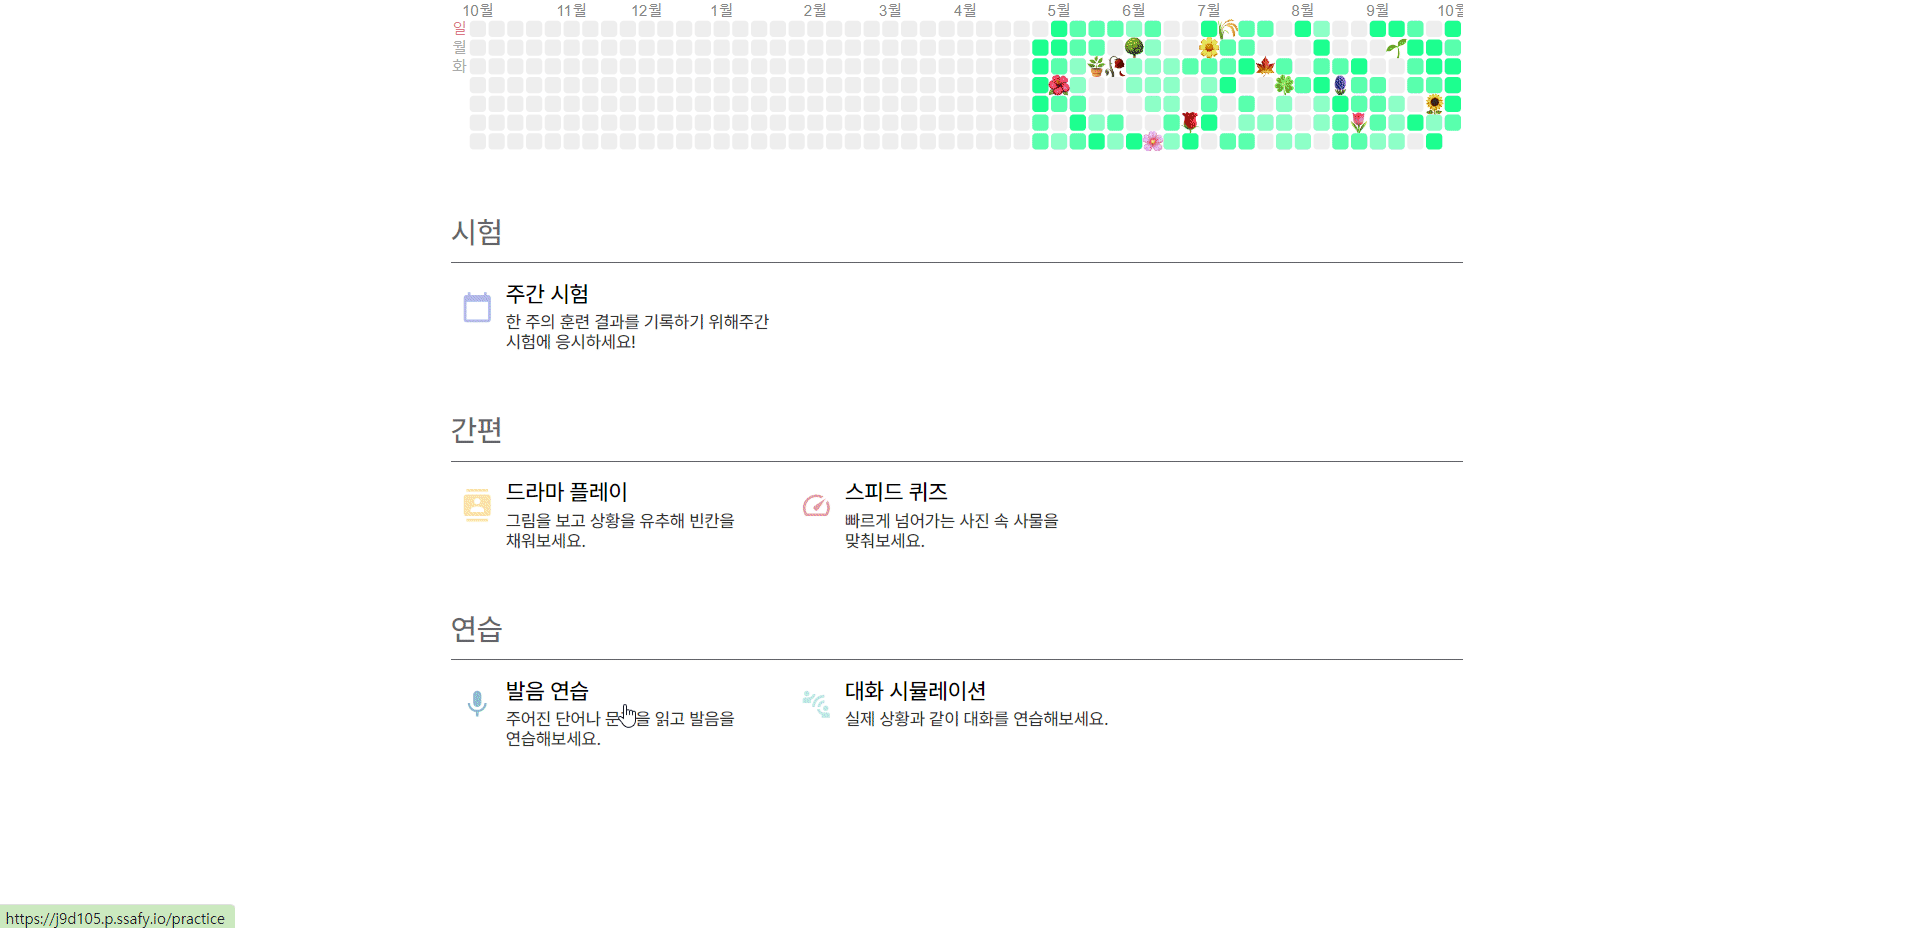 10월 11월 12월 1월 2월 3월 4월 5월 6월 7월 8월 9월 10월
일
월
화
시험
주간 시험
한 주의 훈련 결과를 기록하기 위해주간
시험에 응시하세요!
간편
드라마 플레이
그림을 보고 상황을 유추해 빈칸을
채워보세요.
스피드 퀴즈
빠르게 넘어가는 사진 속 사물을
맞춰보세요.
연습
발음 연습
주어진 단어나 문을 읽고 발음을
연습해보세요.
대화 시뮬레이션
실제 상황과 같이 대화를 연습해보세요.
https://j9d105.p.ssafy.io/practice